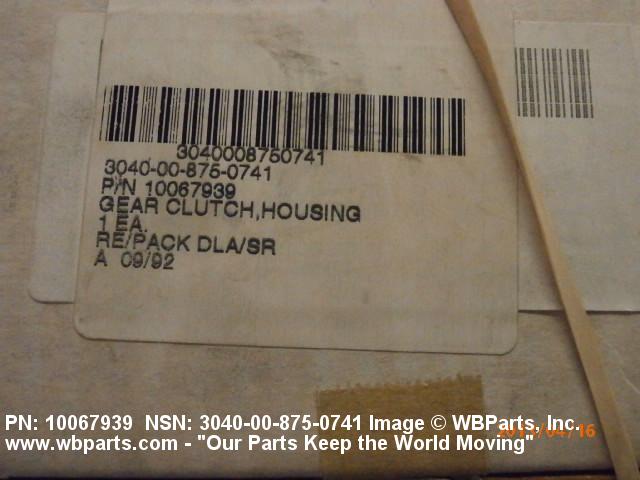 3040008750741
3040-00-875-0741
P/N 10067939
GEAR CLUTCH,HOUSING
1 EA.
RE/PACK DLA/SR
A 09/92
PN: 10067939 NSN: 3040-00-875-0741 Image © WBParts, Inc.
www.wbparts.com - "Our Parts Keep the World Moving"